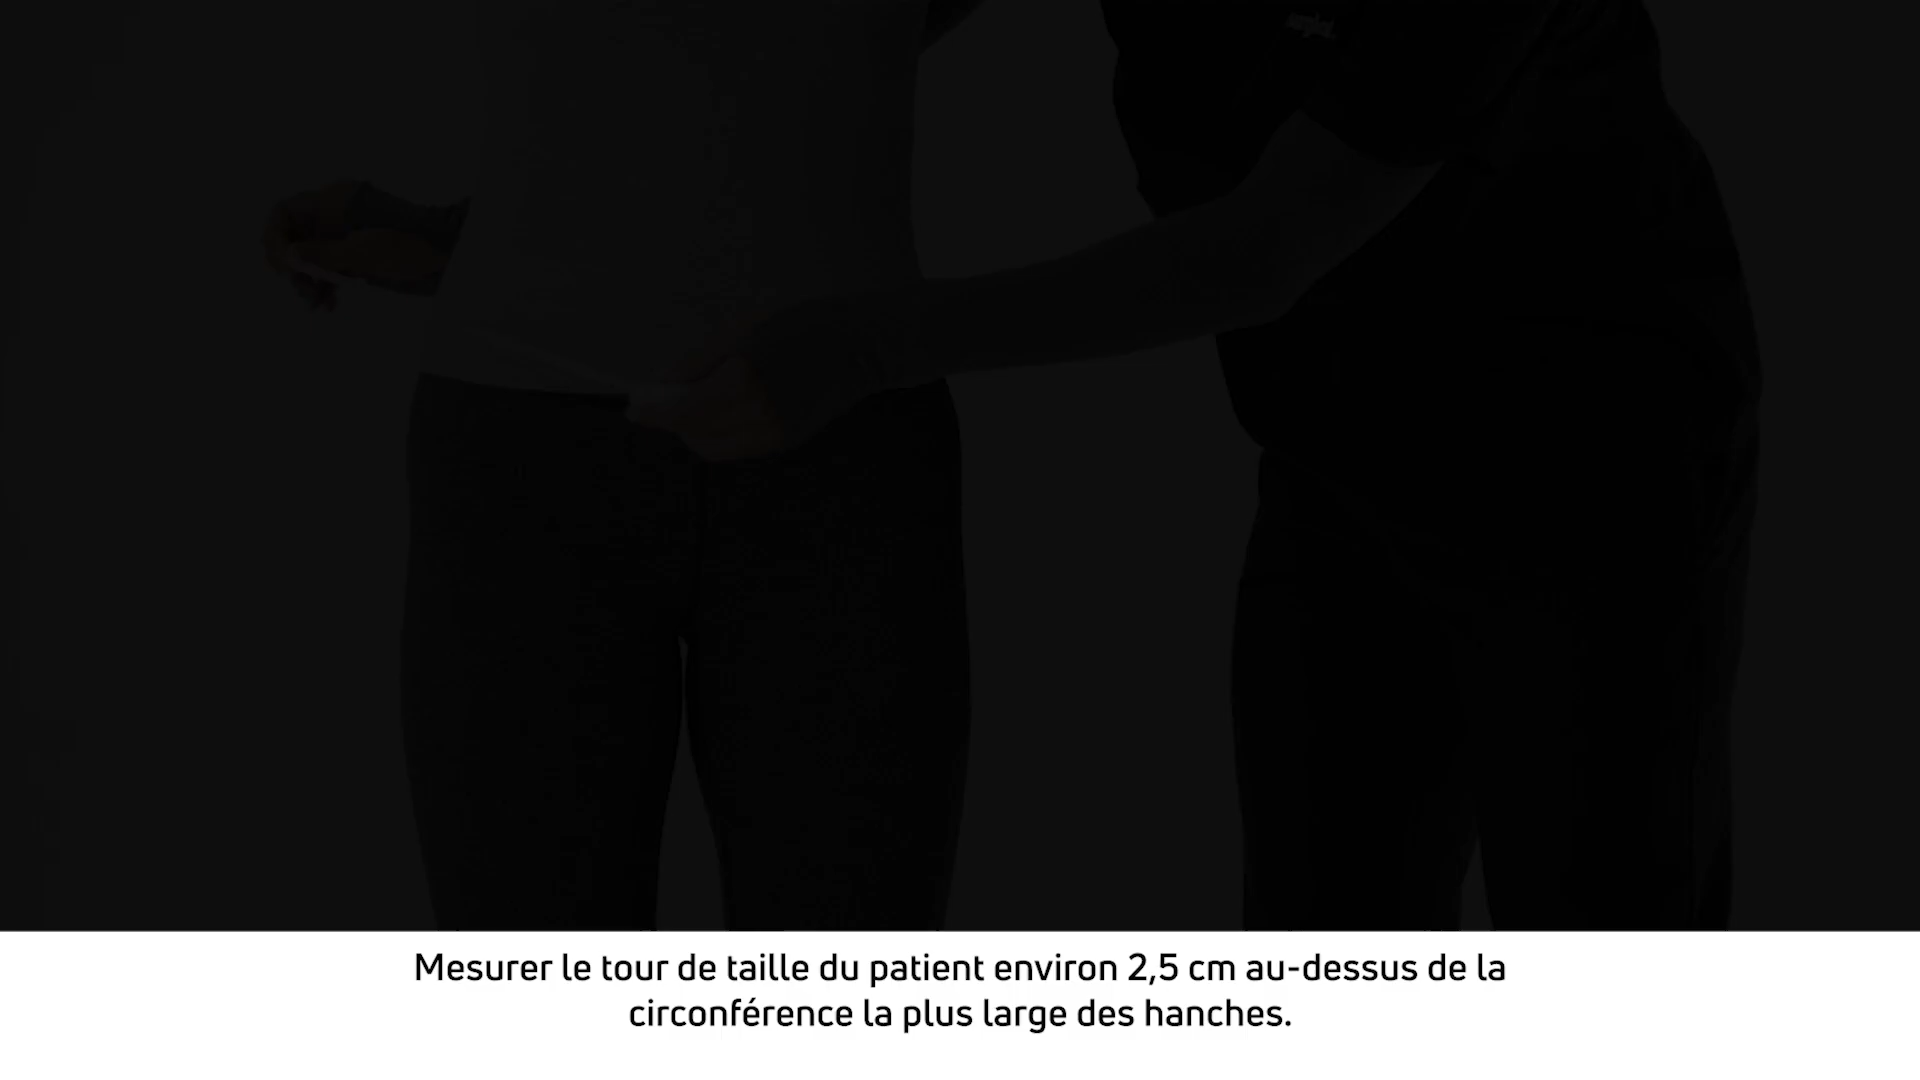 Mesurer le tour de taille du patient environ 2,5 cm au-dessus de la
circonférence la plus large des hanches.